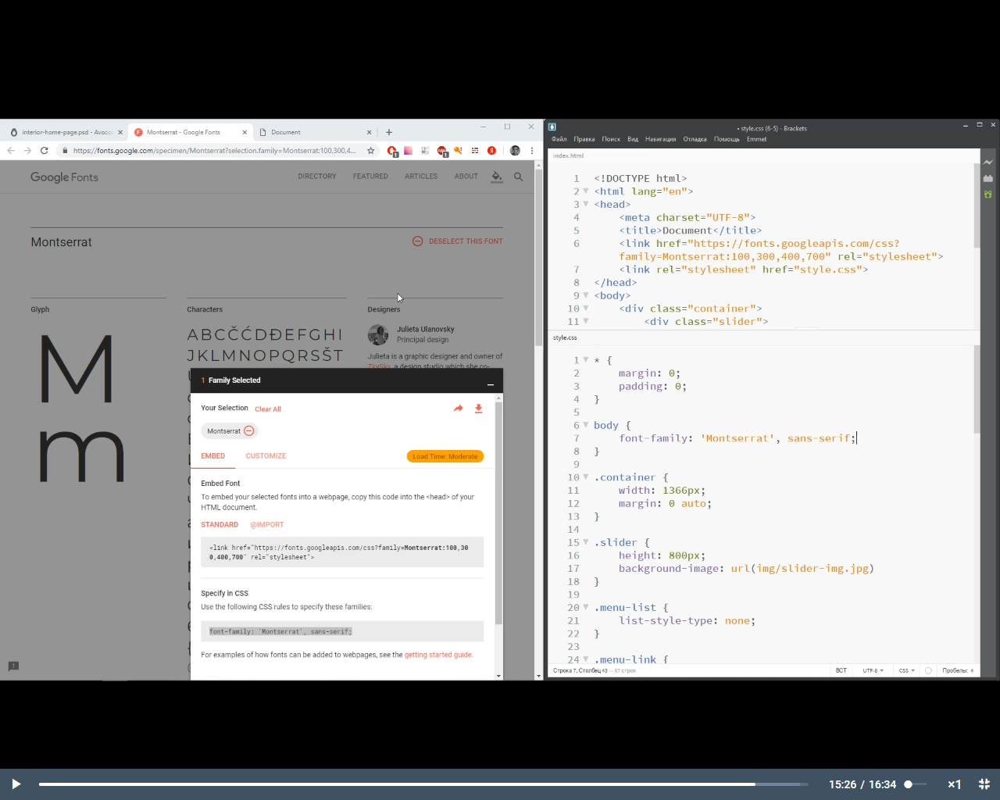 interior-home-page.psd - Avoco
Montserrat - Google Fonts
Document
https://fonts.google.com/specimen/Montserrat?selection.family=Montserrat:100,300,4...
Google Fonts
DIRECTORY
FEATURED
ARTICLES
ABOUT
Montserrat
DESELECT THIS FONT
Glyph
Characters
Designers
M
m
ABCČĆDĐEFGHI
JKLMNOPQRSŠT
Julieta Ulanovsky
Principal design
Julieta is a graphic designer and owner of
ZkySky, a design studio which she co-
1 Family Selected
Your Selection Clear All
Montserrat
EMBED
CUSTOMIZE
Load Time: Moderate
Embed Font
To embed your selected fonts into a webpage, copy this code into the <head> of your
HTML document.
STANDARD
@IMPORT
<link href="https://fonts.googleapis.com/css?family=Montserrat:100,30
0,400,700" rel="stylesheet">
Specify in CSS
Use the following CSS rules to specify these families:
font-family: 'Montserrat', sans-serif;
For examples of how fonts can be added to webpages, see the getting started guide.
• style.css (6-5) - Brackets
Файл Правка Поиск Вид Навигация Отладка Помощь Emmet
index.html
1 <!DOCTYPE html>
2 <html lang="en">
3 <head>
4 <meta charset="UTF-8">
5 <title>Document</title>
6 <link href="https://fonts.googleapis.com/css?
family=Montserrat:100,300,400,700" rel="stylesheet">
7 <link rel="stylesheet" href="style.css">
8 </head>
9 <body>
10 <div class="container">
11 <div class="slider">
style.css
1 * {
2 margin: 0;
3 padding: 0;
4 }
5
6 body {
7 font-family: 'Montserrat', sans-serif;
8 }
9
10 .container {
11 width: 1366px;
12 margin: 0 auto;
13 }
14
15 .slider {
16 height: 800px;
17 background-image: url(img/slider-img.jpg)
18 }
19
20 .menu-list {
21 list-style-type: none;
22 }
23
24 .menu-link {
Строка 7, Столбец 43 — 87 строк
ВСТ
UTF-8
CSS
Пробелы: 4
15:26 / 16:34
×1